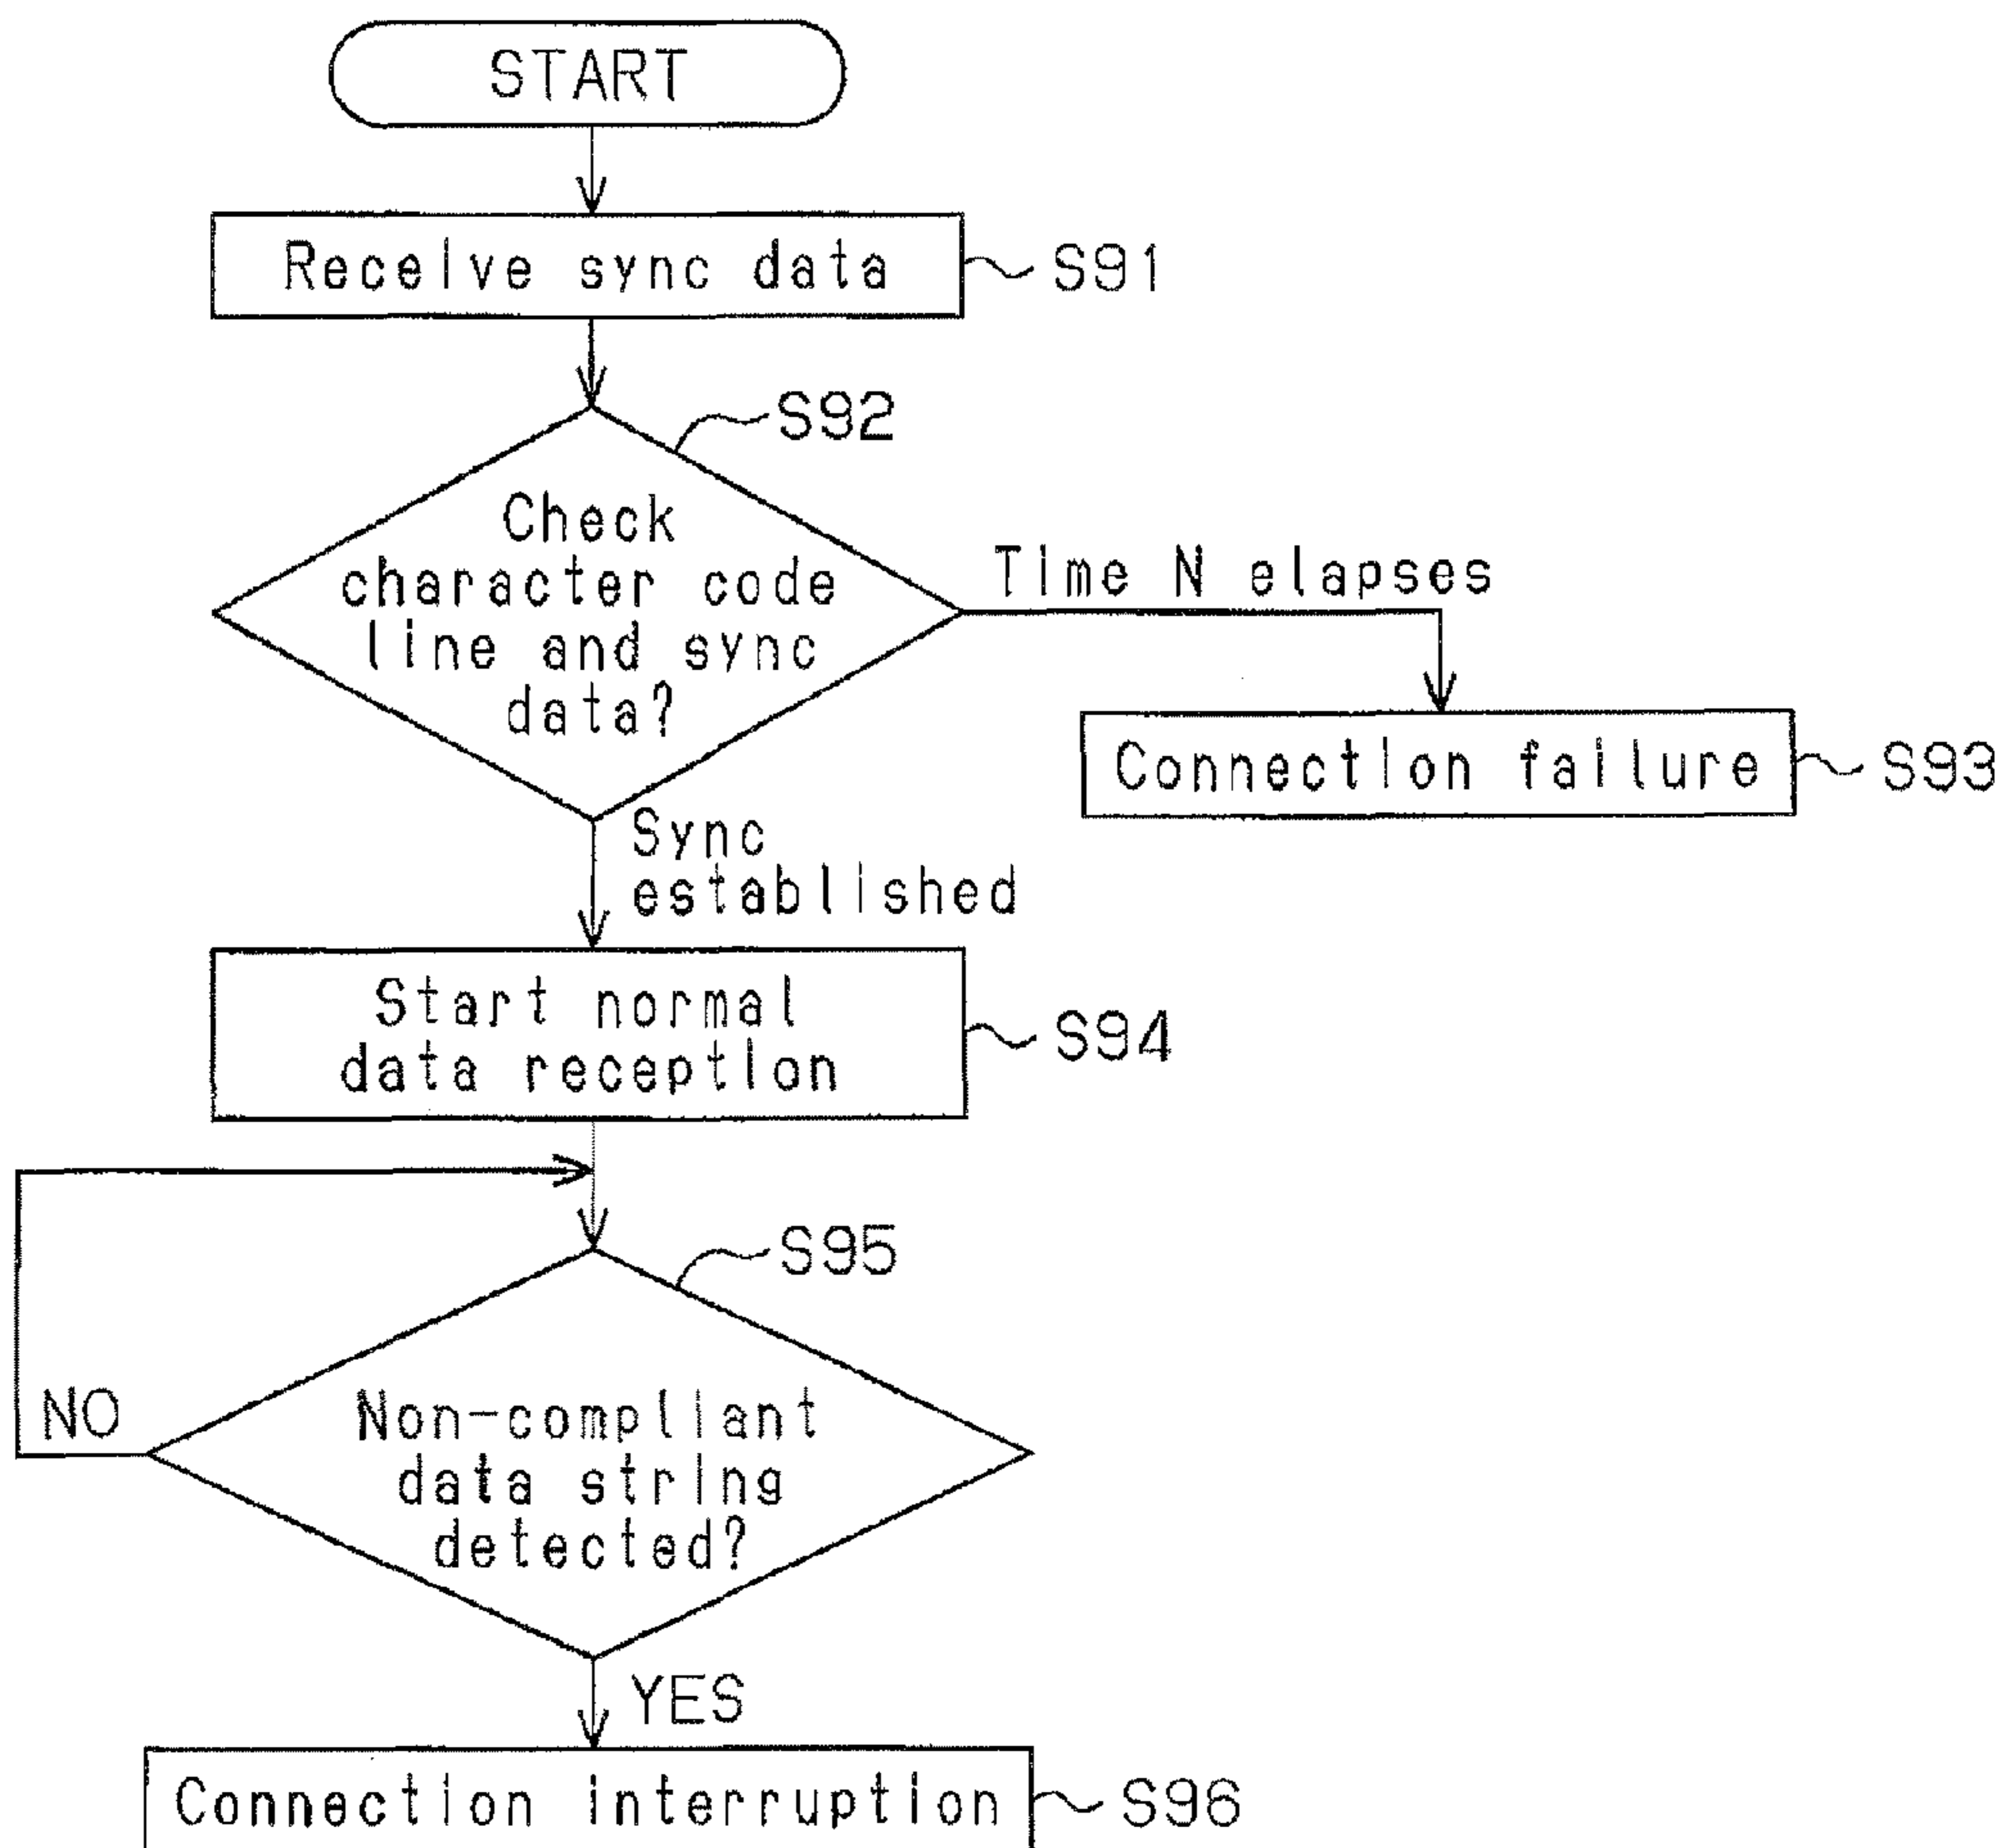 START
Receive sync data
S91
S92
Check
character code
line and sync
data?
Time N elapses
Connection failure
S93
Sync
established
Start normal
data reception
S94
S95
NO
Non-compliant
data string
detected?
YES
Connection interruption
S96